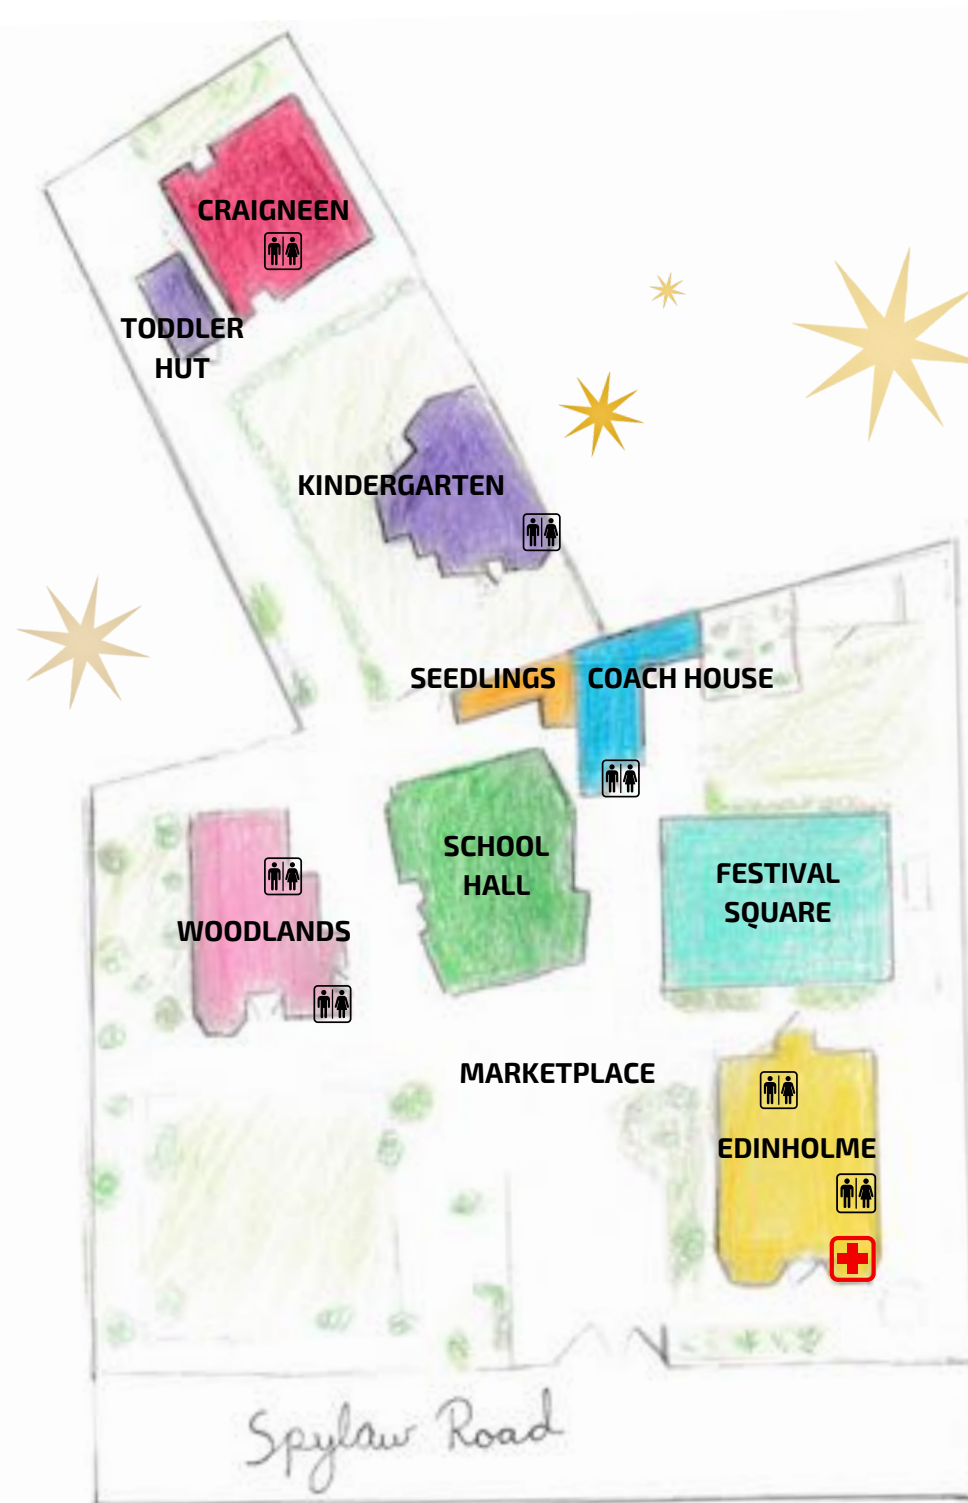 CRAIGNEEN
TODDLER
HUT
KINDERGARTEN
SEEDLINGS
COACH HOUSE
SCHOOL
HALL
FESTIVAL
SQUARE
WOODLANDS
MARKETPLACE
EDINHOLME
Spylaw Road